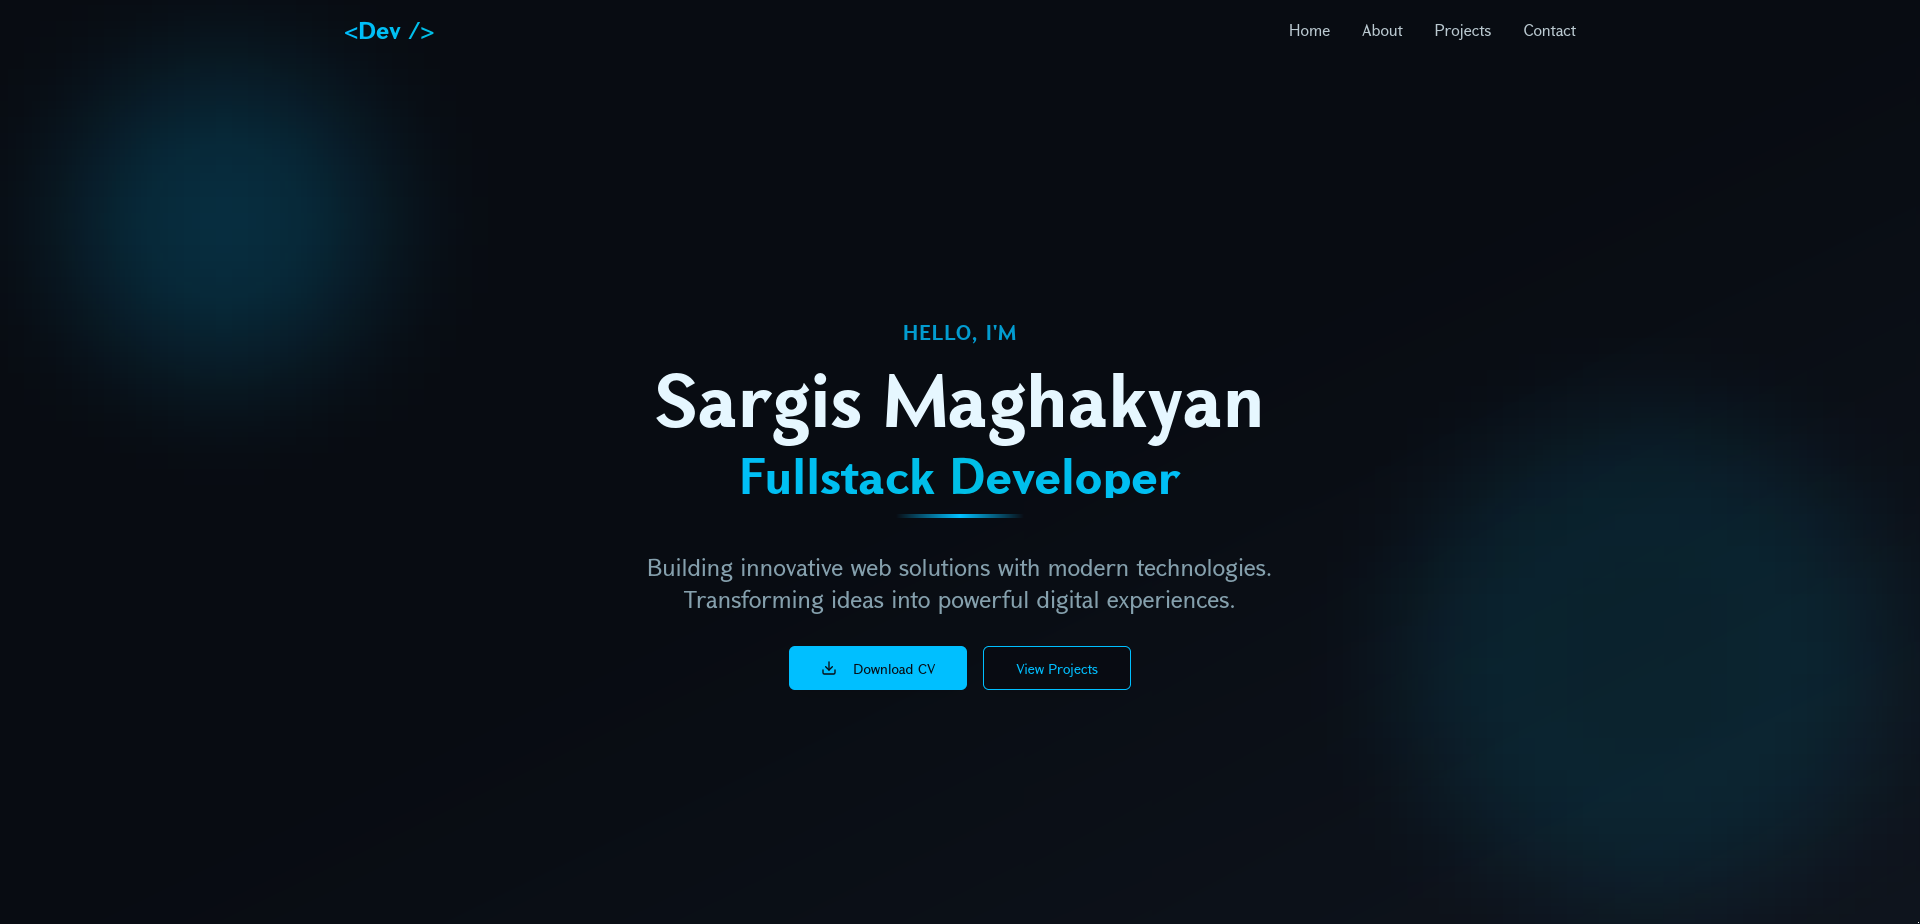 <Dev />
Home
About
Projects
Contact
HELLO, I'M
Sargis Maghakyan
Fullstack Developer
Building innovative web solutions with modern technologies.
Transforming ideas into powerful digital experiences.
Download CV
View Projects